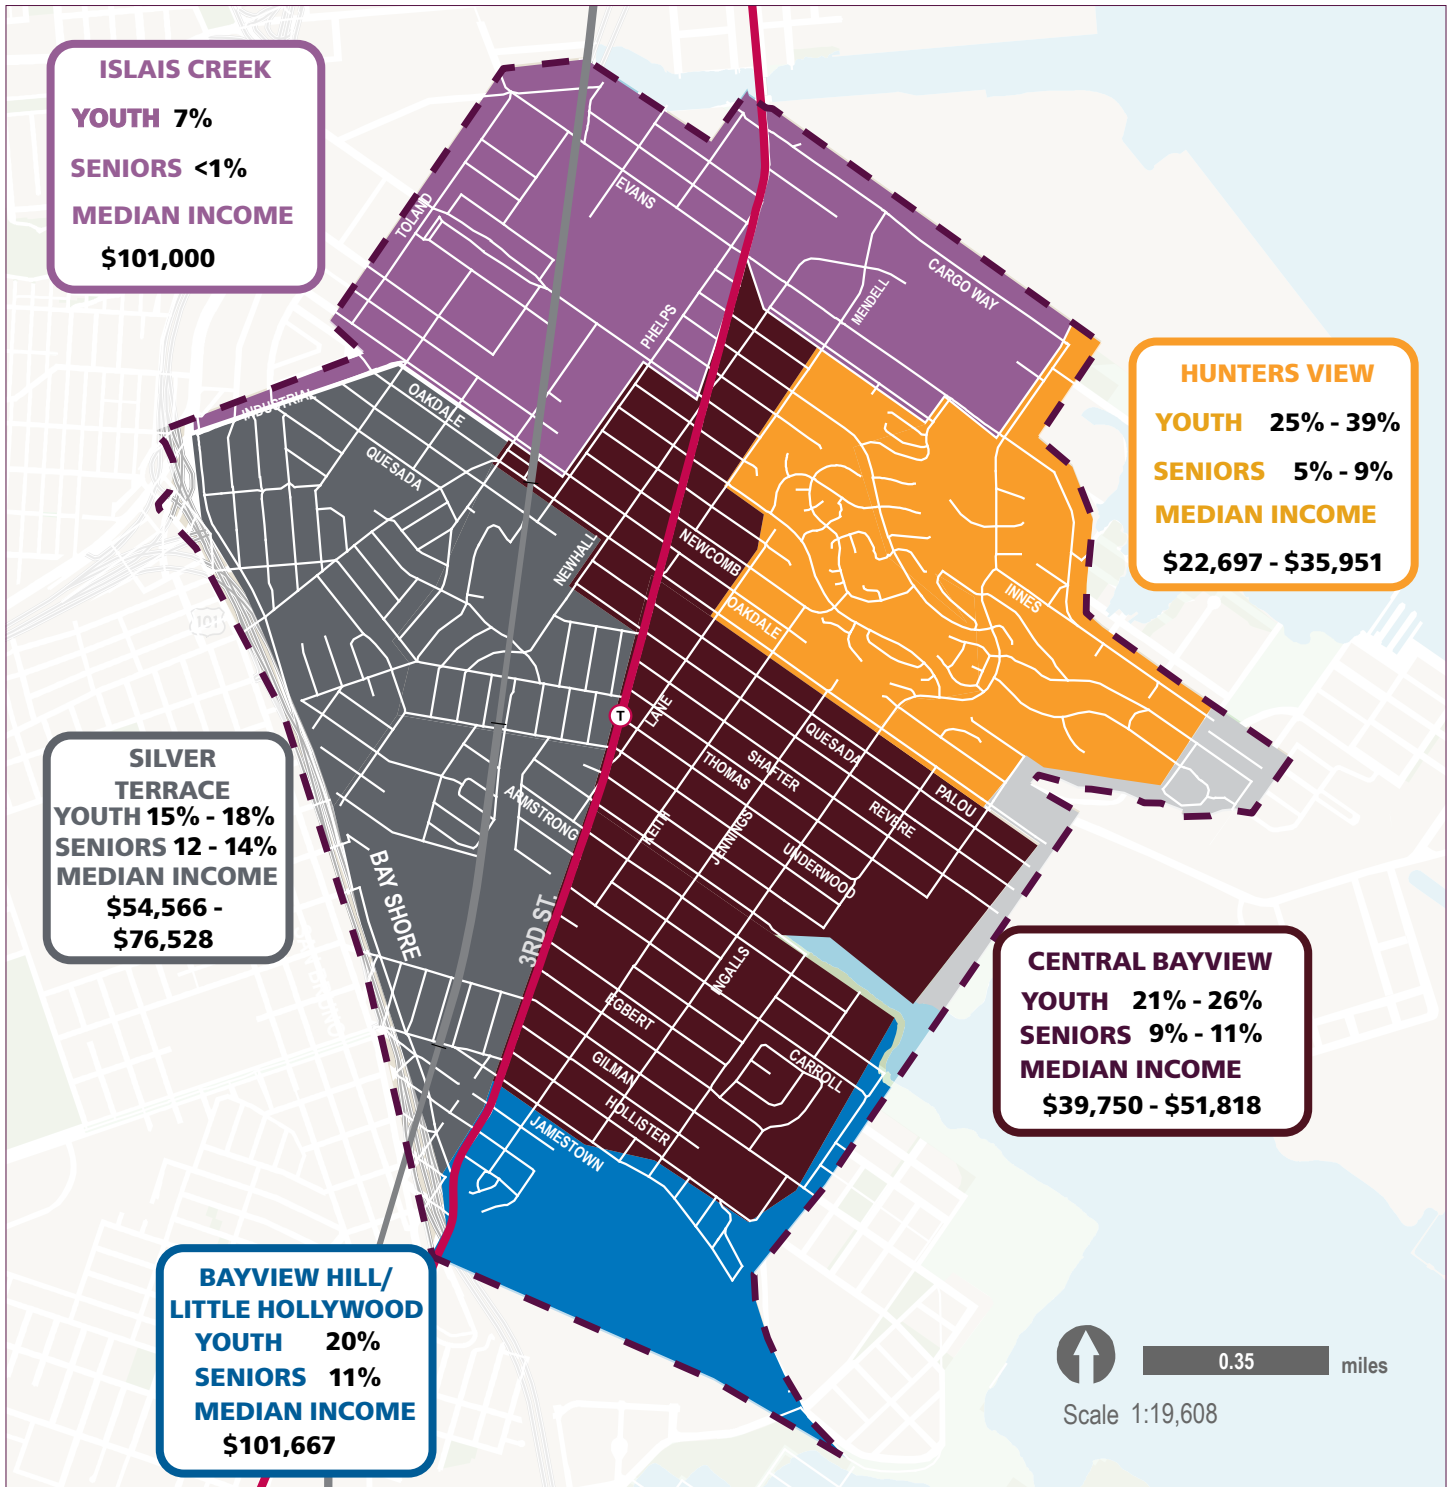 ISLAIS CREEK
YOUTH 7%
SENIORS <1%
MEDIAN INCOME
$101,000
TOLAND
EVANS
PHELPS
MENDELL
CARGO WAY
INDUSTRIAL
OAKDALE
QUESADA
NEWHALL
NEWCOMB
OAKDALE
INNES
HUNTERS VIEW
YOUTH 25% - 39%
SENIORS 5% - 9%
MEDIAN INCOME
$22,697 - $35,951
101
T
LANE
QUESADA
SHAFTER
THOMAS
REVERE
PALOU
KEITH
JENNINGS
UNDERWOOD
ARMSTRONG
SILVER
TERRACE
YOUTH 15% - 18%
SENIORS 12 - 14%
MEDIAN INCOME
$54,566 -
$76,528
BAY SHORE
3RD ST.
INGALLS
EGBERT
GILMAN
HOLLISTER
CARROLL
JAMESTOWN
CENTRAL BAYVIEW
YOUTH 21% - 26%
SENIORS 9% - 11%
MEDIAN INCOME
$39,750 - $51,818
BAYVIEW HILL/
LITTLE HOLLYWOOD
YOUTH 20%
SENIORS 11%
MEDIAN INCOME
$101,667
0.35 miles
Scale 1:19,608